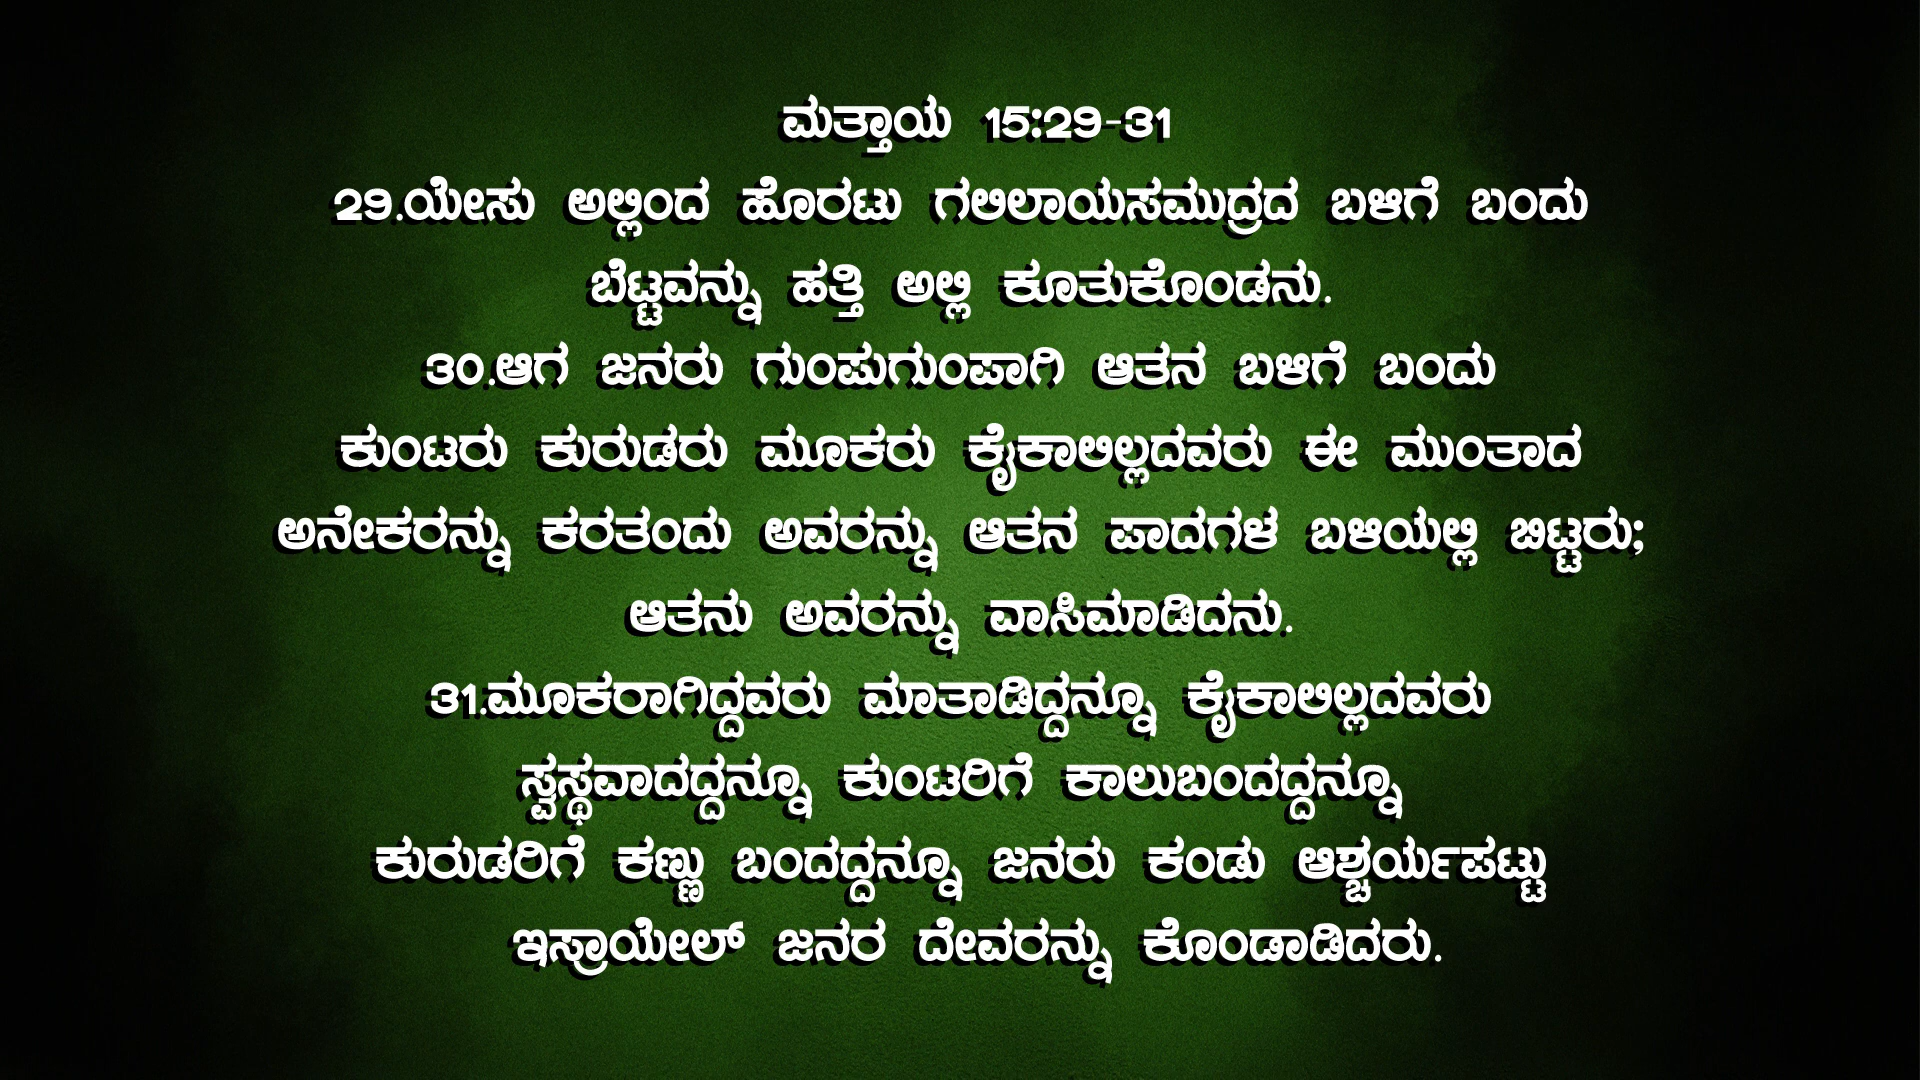 ಮತ್ತಾಯ 15:29-31
29.ಯೇಸು ಅಲ್ಲಿಂದ ಹೊರಟು ಗಲಿಲಾಯಸಮುದ್ರದ ಬಳಿಗೆ ಬಂದು
ಬೆಟ್ಟವನ್ನು ಹತ್ತಿ ಅಲ್ಲಿ ಕೂತುಕೊಂಡನು.
30.ಆಗ ಜನರು ಗುಂಪುಗುಂಪಾಗಿ ಆತನ ಬಳಿಗೆ ಬಂದು
ಕುಂಟರು ಕುರುಡರು ಮೂಕರು ಕೈಕಾಲಿಲ್ಲದವರು ಈ ಮುಂತಾದ
ಅನೇಕರನ್ನು ಕರತಂದು ಅವರನ್ನು ಆತನ ಪಾದಗಳ ಬಳಿಯಲ್ಲಿ ಬಿಟ್ಟರು;
ಆತನು ಅವರನ್ನು ವಾಸಿಮಾಡಿದನು.
31.ಮೂಕರಾಗಿದ್ದವರು ಮಾತಾಡಿದ್ದನ್ನೂ ಕೈಕಾಲಿಲ್ಲದವರು
ಸ್ವಸ್ಥವಾದದ್ದನ್ನೂ ಕುಂಟರಿಗೆ ಕಾಲುಬಂದದ್ದನ್ನೂ
ಕುರುಡರಿಗೆ ಕಣ್ಣು ಬಂದದ್ದನ್ನೂ ಜನರು ಕಂಡು ಆಶ್ಚರ್ಯಪಟ್ಟು
ಇಸ್ರಾಯೇಲ್ ಜನರ ದೇವರನ್ನು ಕೊಂಡಾಡಿದರು.